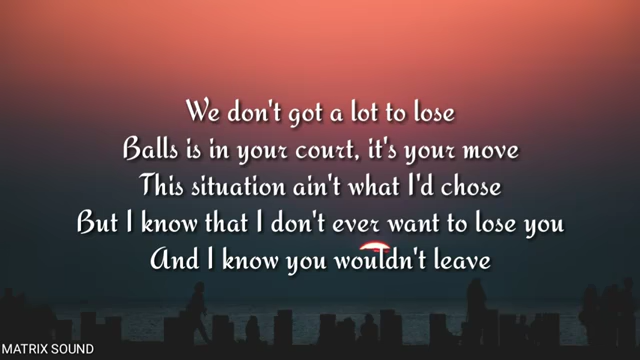 We don't got a lot to lose
Balls is in your court, it's your move
This situation ain't what I'd chose
But I know that I don't ever want to lose you
And I know you wouldn't leave
MATRIX SOUND